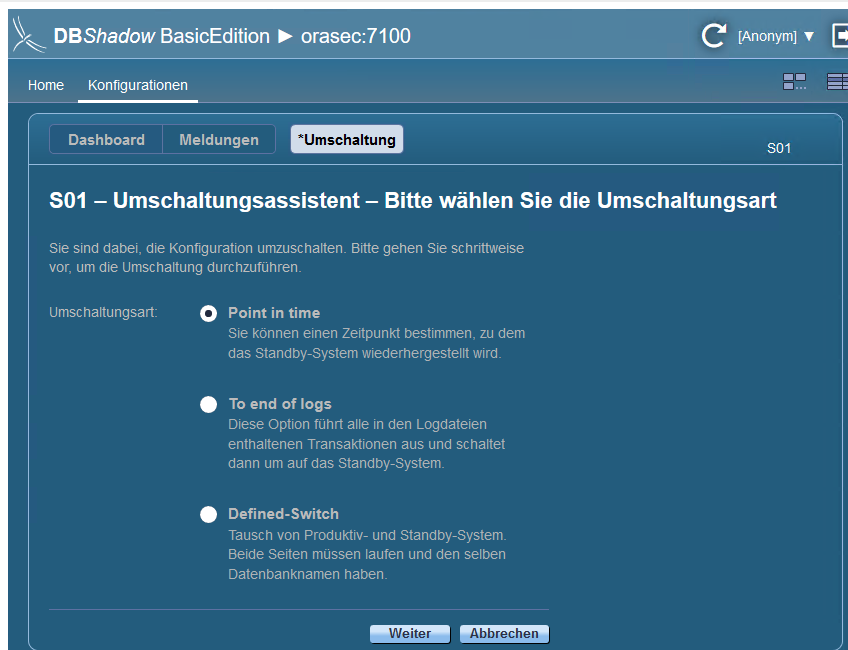 DBShadow BasicEdition ► orasec:7100
[Anonym] ▼
Home Konfigurationen
Dashboard Meldungen *Umschaltung
S01
S01 – Umschaltungsassistent – Bitte wählen Sie die Umschaltungsart
Sie sind dabei, die Konfiguration umzuschalten. Bitte gehen Sie schrittweise
vor, um die Umschaltung durchzuführen.
Umschaltungsart:
Point in time
Sie können einen Zeitpunkt bestimmen, zu dem
das Standby-System wiederhergestellt wird.
To end of logs
Diese Option führt alle in den Logdateien
enthaltenen Transaktionen aus und schaltet
dann um auf das Standby-System.
Defined-Switch
Tausch von Produktiv- und Standby-System.
Beide Seiten müssen laufen und den selben
Datenbanknamen haben.
Weiter Abbrechen